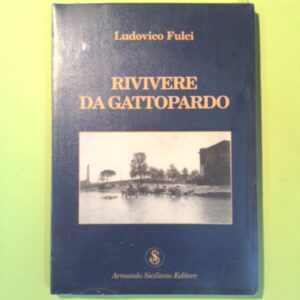 Ludovico Fulci
RIVIVERE
DA GATTOPARDO
Armando Siciliano Editore